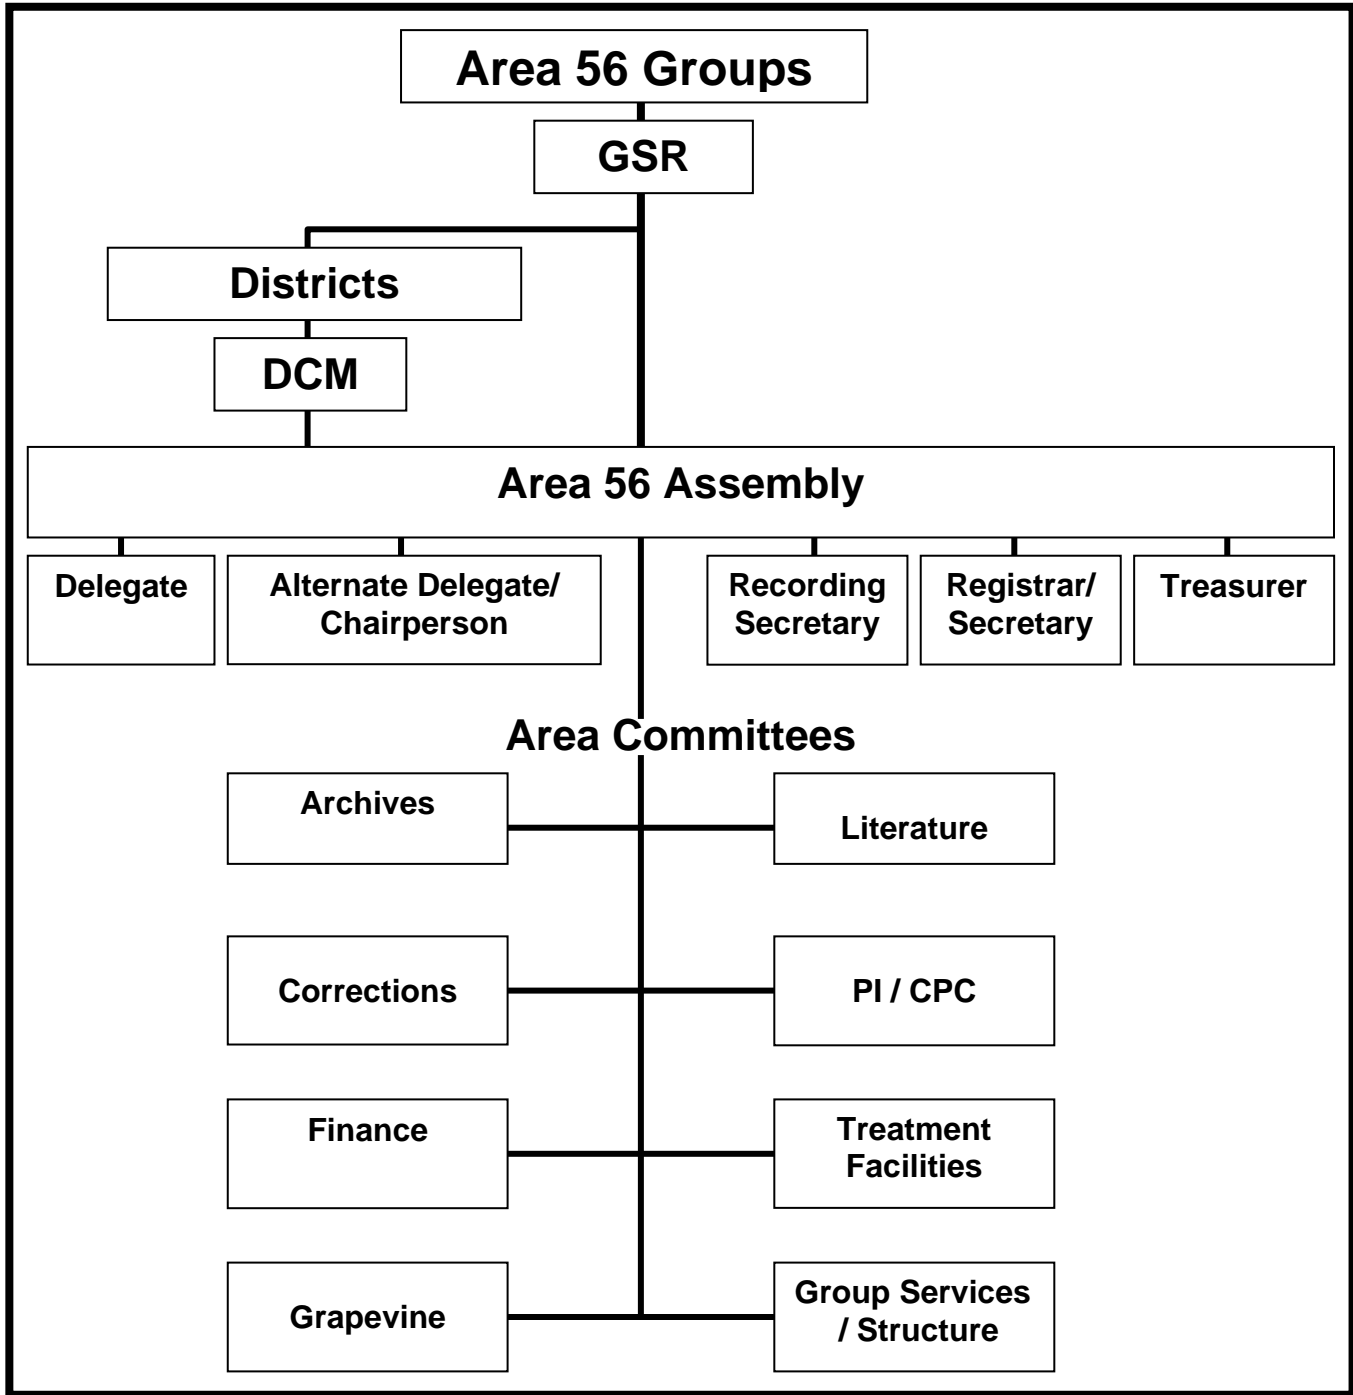 Area 56 Groups
GSR
Districts
DCM
Area 56 Assembly
Delegate
Alternate Delegate/
Chairperson
Recording
Secretary
Registrar/
Secretary
Treasurer
Area Committees
Archives
Literature
Corrections
PI / CPC
Finance
Treatment
Facilities
Grapevine
Group Services
/ Structure